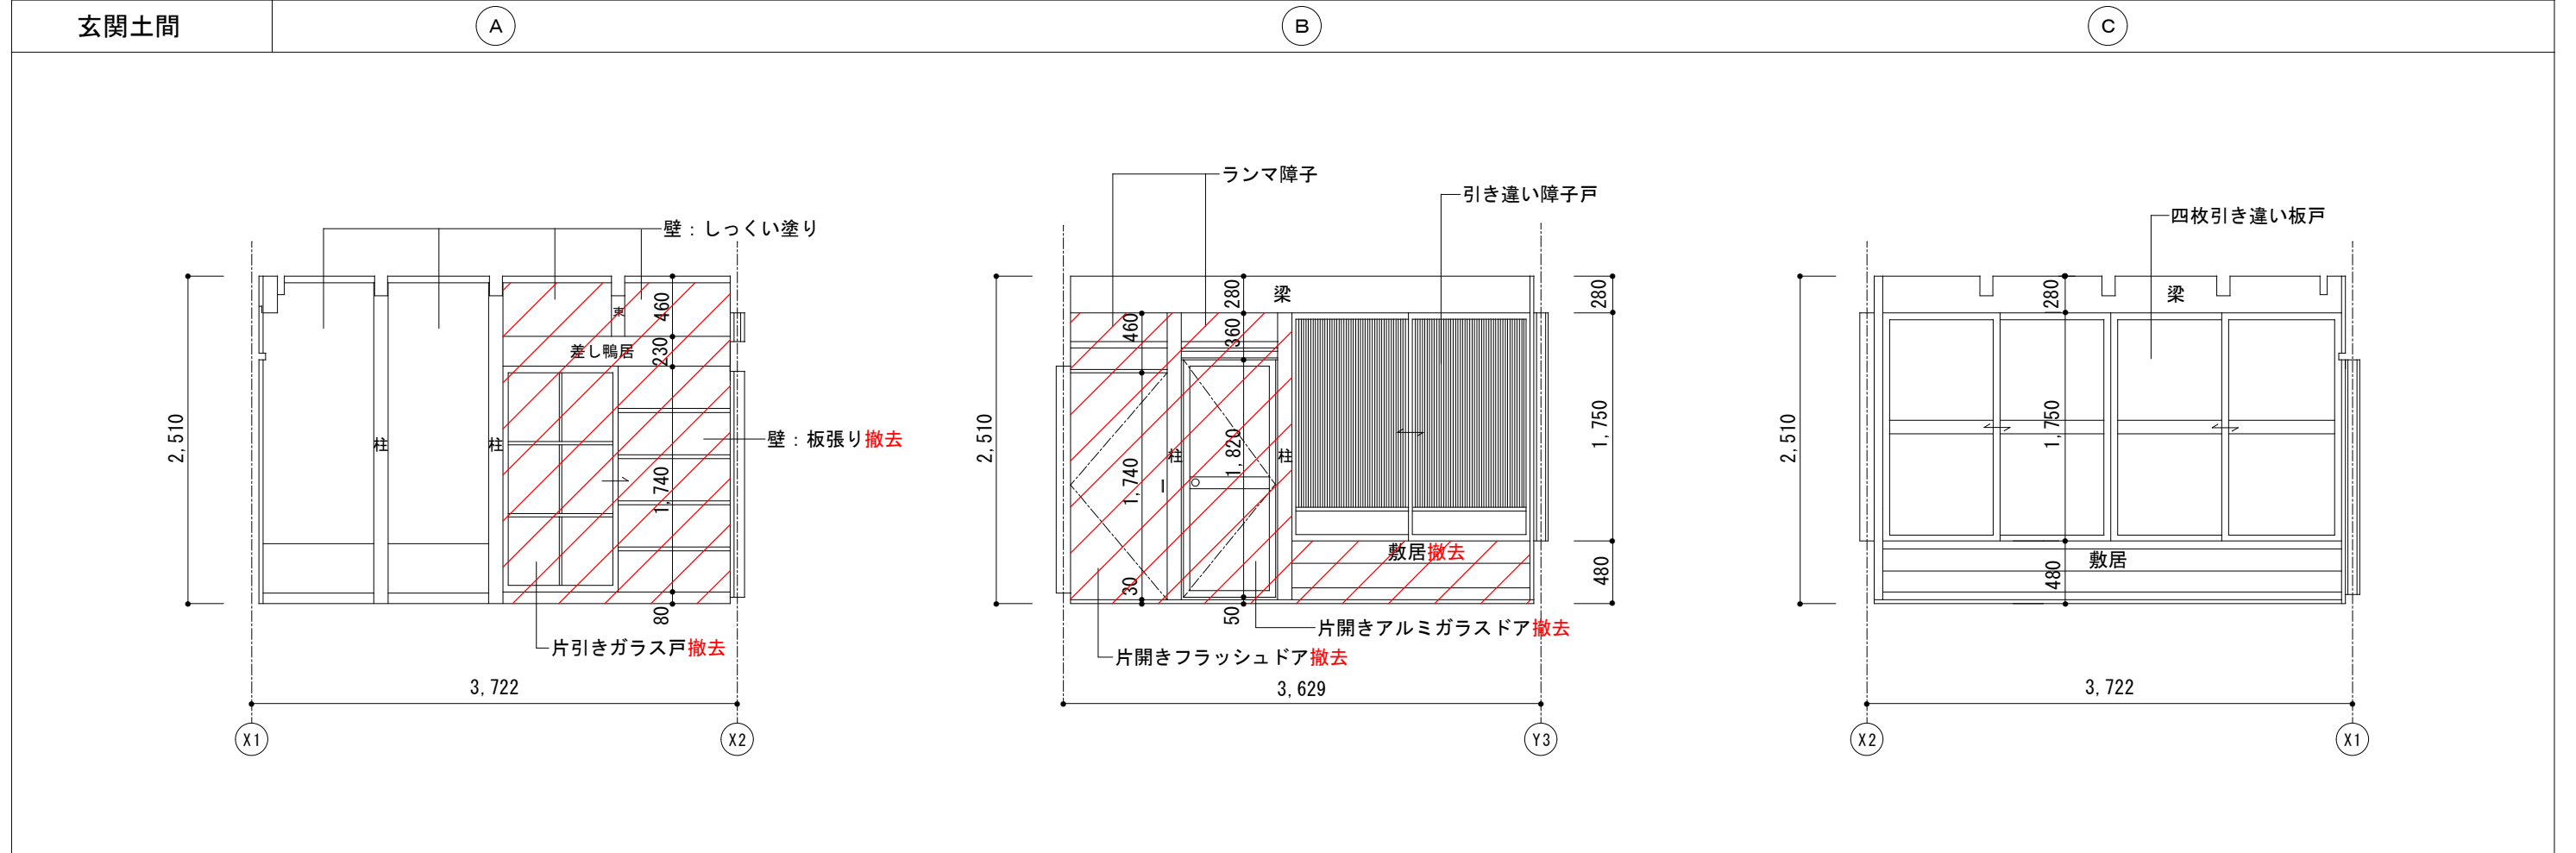 玄関土間
A
B
C
壁：しっくい塗り
2,510
460
束
差し鴨居
230
柱
柱
壁：板張り撤去
1,740
80
片引きガラス戸撤去
3,722
X1
X2
ランマ障子
引き違い障子戸
280
梁
280
460
360
2,510
柱
1,820
柱
1,740
1,750
敷居撤去
30
480
50
片開きアルミガラスドア撤去
片開きフラッシュドア撤去
3,629
Y3
四枚引き違い板戸
280
梁
2,510
1,750
敷居
480
3,722
X2
X1